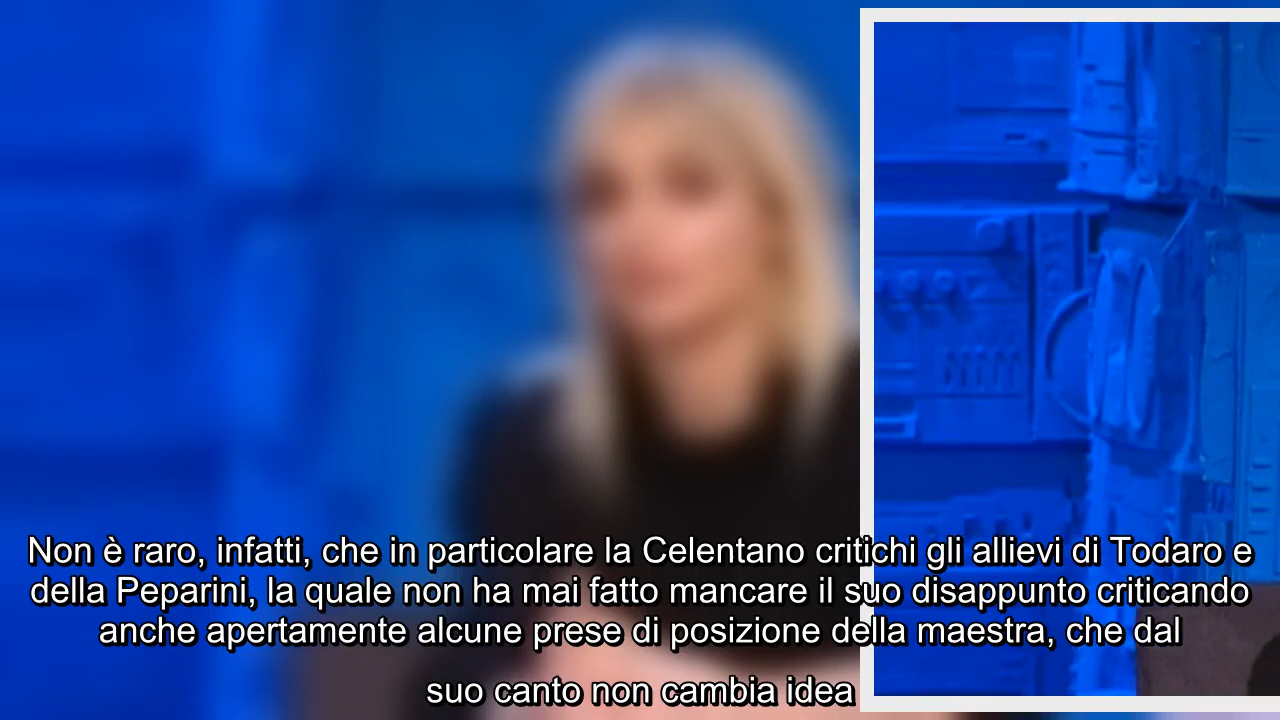 Non è raro, infatti, che in particolare la Celentano critichi gli allievi di Todaro e
della Peparini, la quale non ha mai fatto mancare il suo disappunto criticando
anche apertamente alcune prese di posizione della maestra, che dal
suo canto non cambia idea